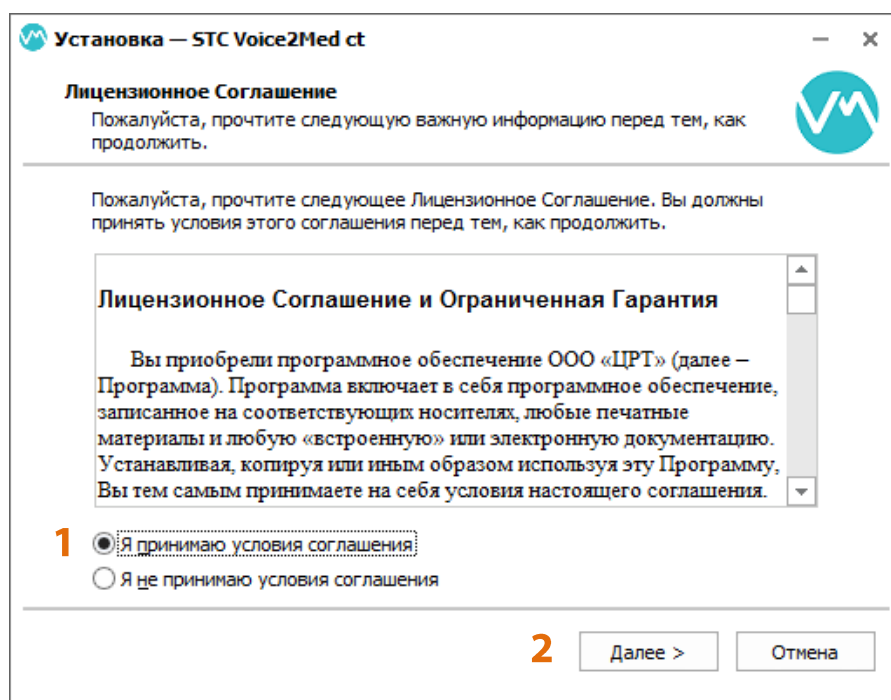 Установка — STC Voice2Med ct
Лицензионное Соглашение
Пожалуйста, прочтите следующую важную информацию перед тем, как
продолжить.
Пожалуйста, прочтите следующее Лицензионное Соглашение. Вы должны
принять условия этого соглашения перед тем, как продолжить.
Лицензионное Соглашение и Ограниченная Гарантия
Вы приобрели программное обеспечение ООО «ЦРТ» (далее –
Программа). Программа включает в себя программное обеспечение,
записанное на соответствующих носителях, любые печатные
материалы и любую «встроенную» или электронную документацию.
Устанавливая, копируя или иным образом используя эту Программу,
Вы тем самым принимаете на себя условия настоящего соглашения.
1 Я принимаю условия соглашения
Я не принимаю условия соглашения
2 Далее > Отмена